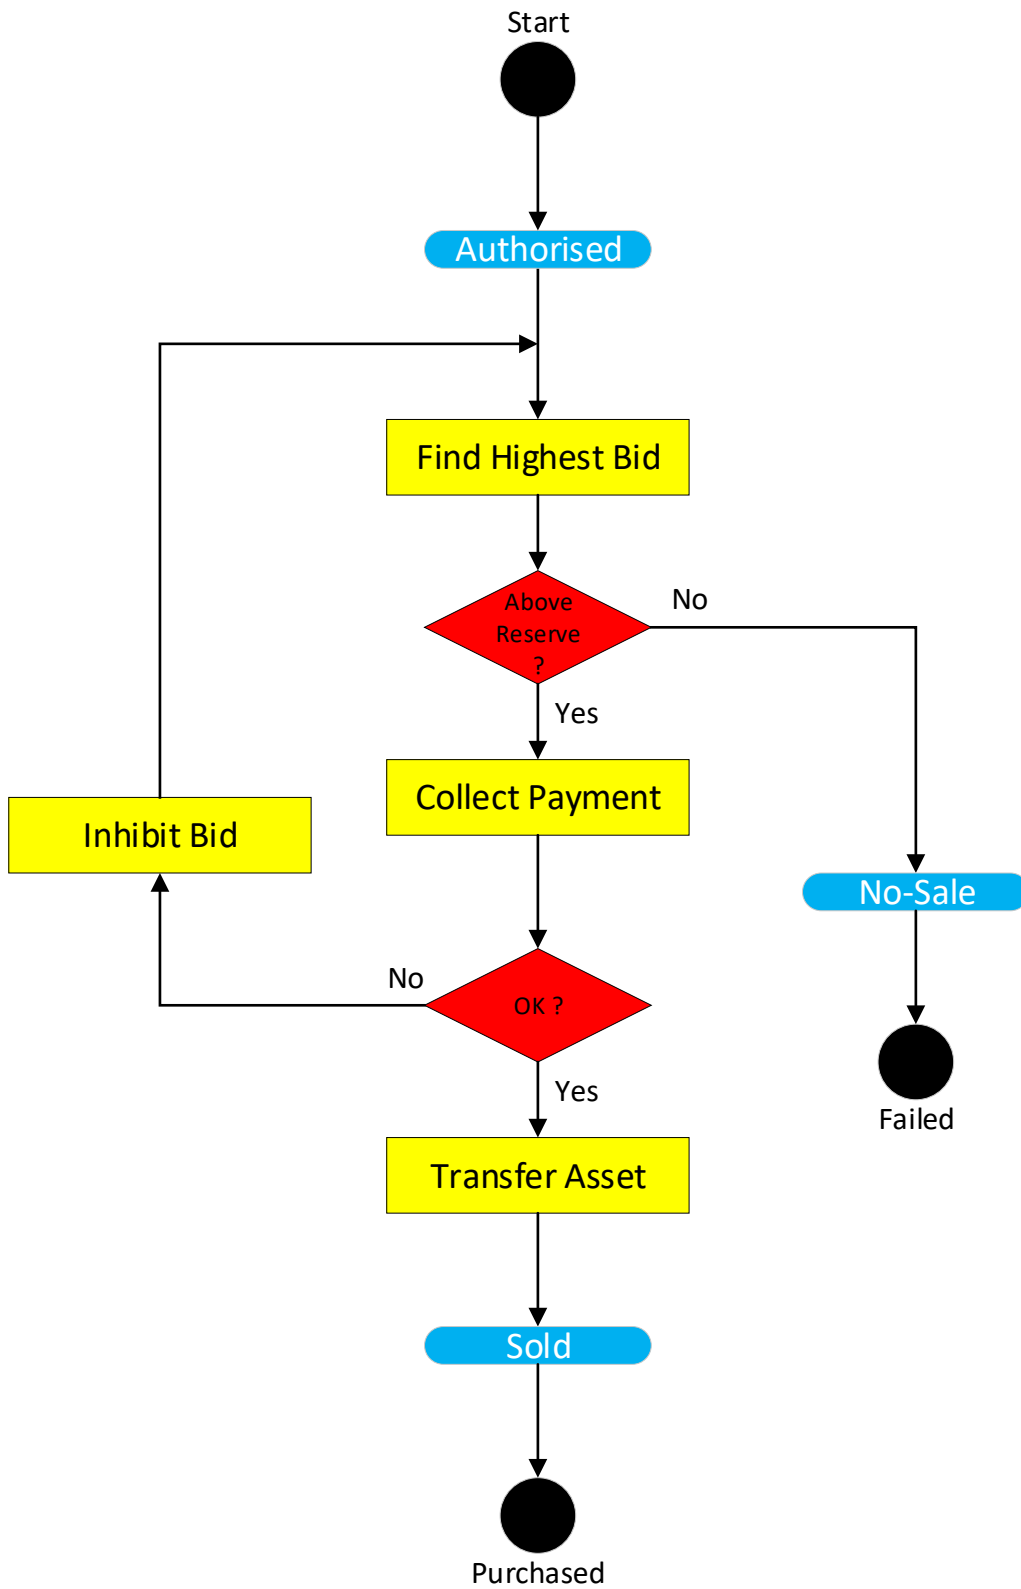 Start
Authorised
Find Highest Bid
Above
Reserve
?
No
Yes
Collect Payment
Inhibit Bid
No-Sale
No
OK ?
Yes
Failed
Transfer Asset
Sold
Purchased